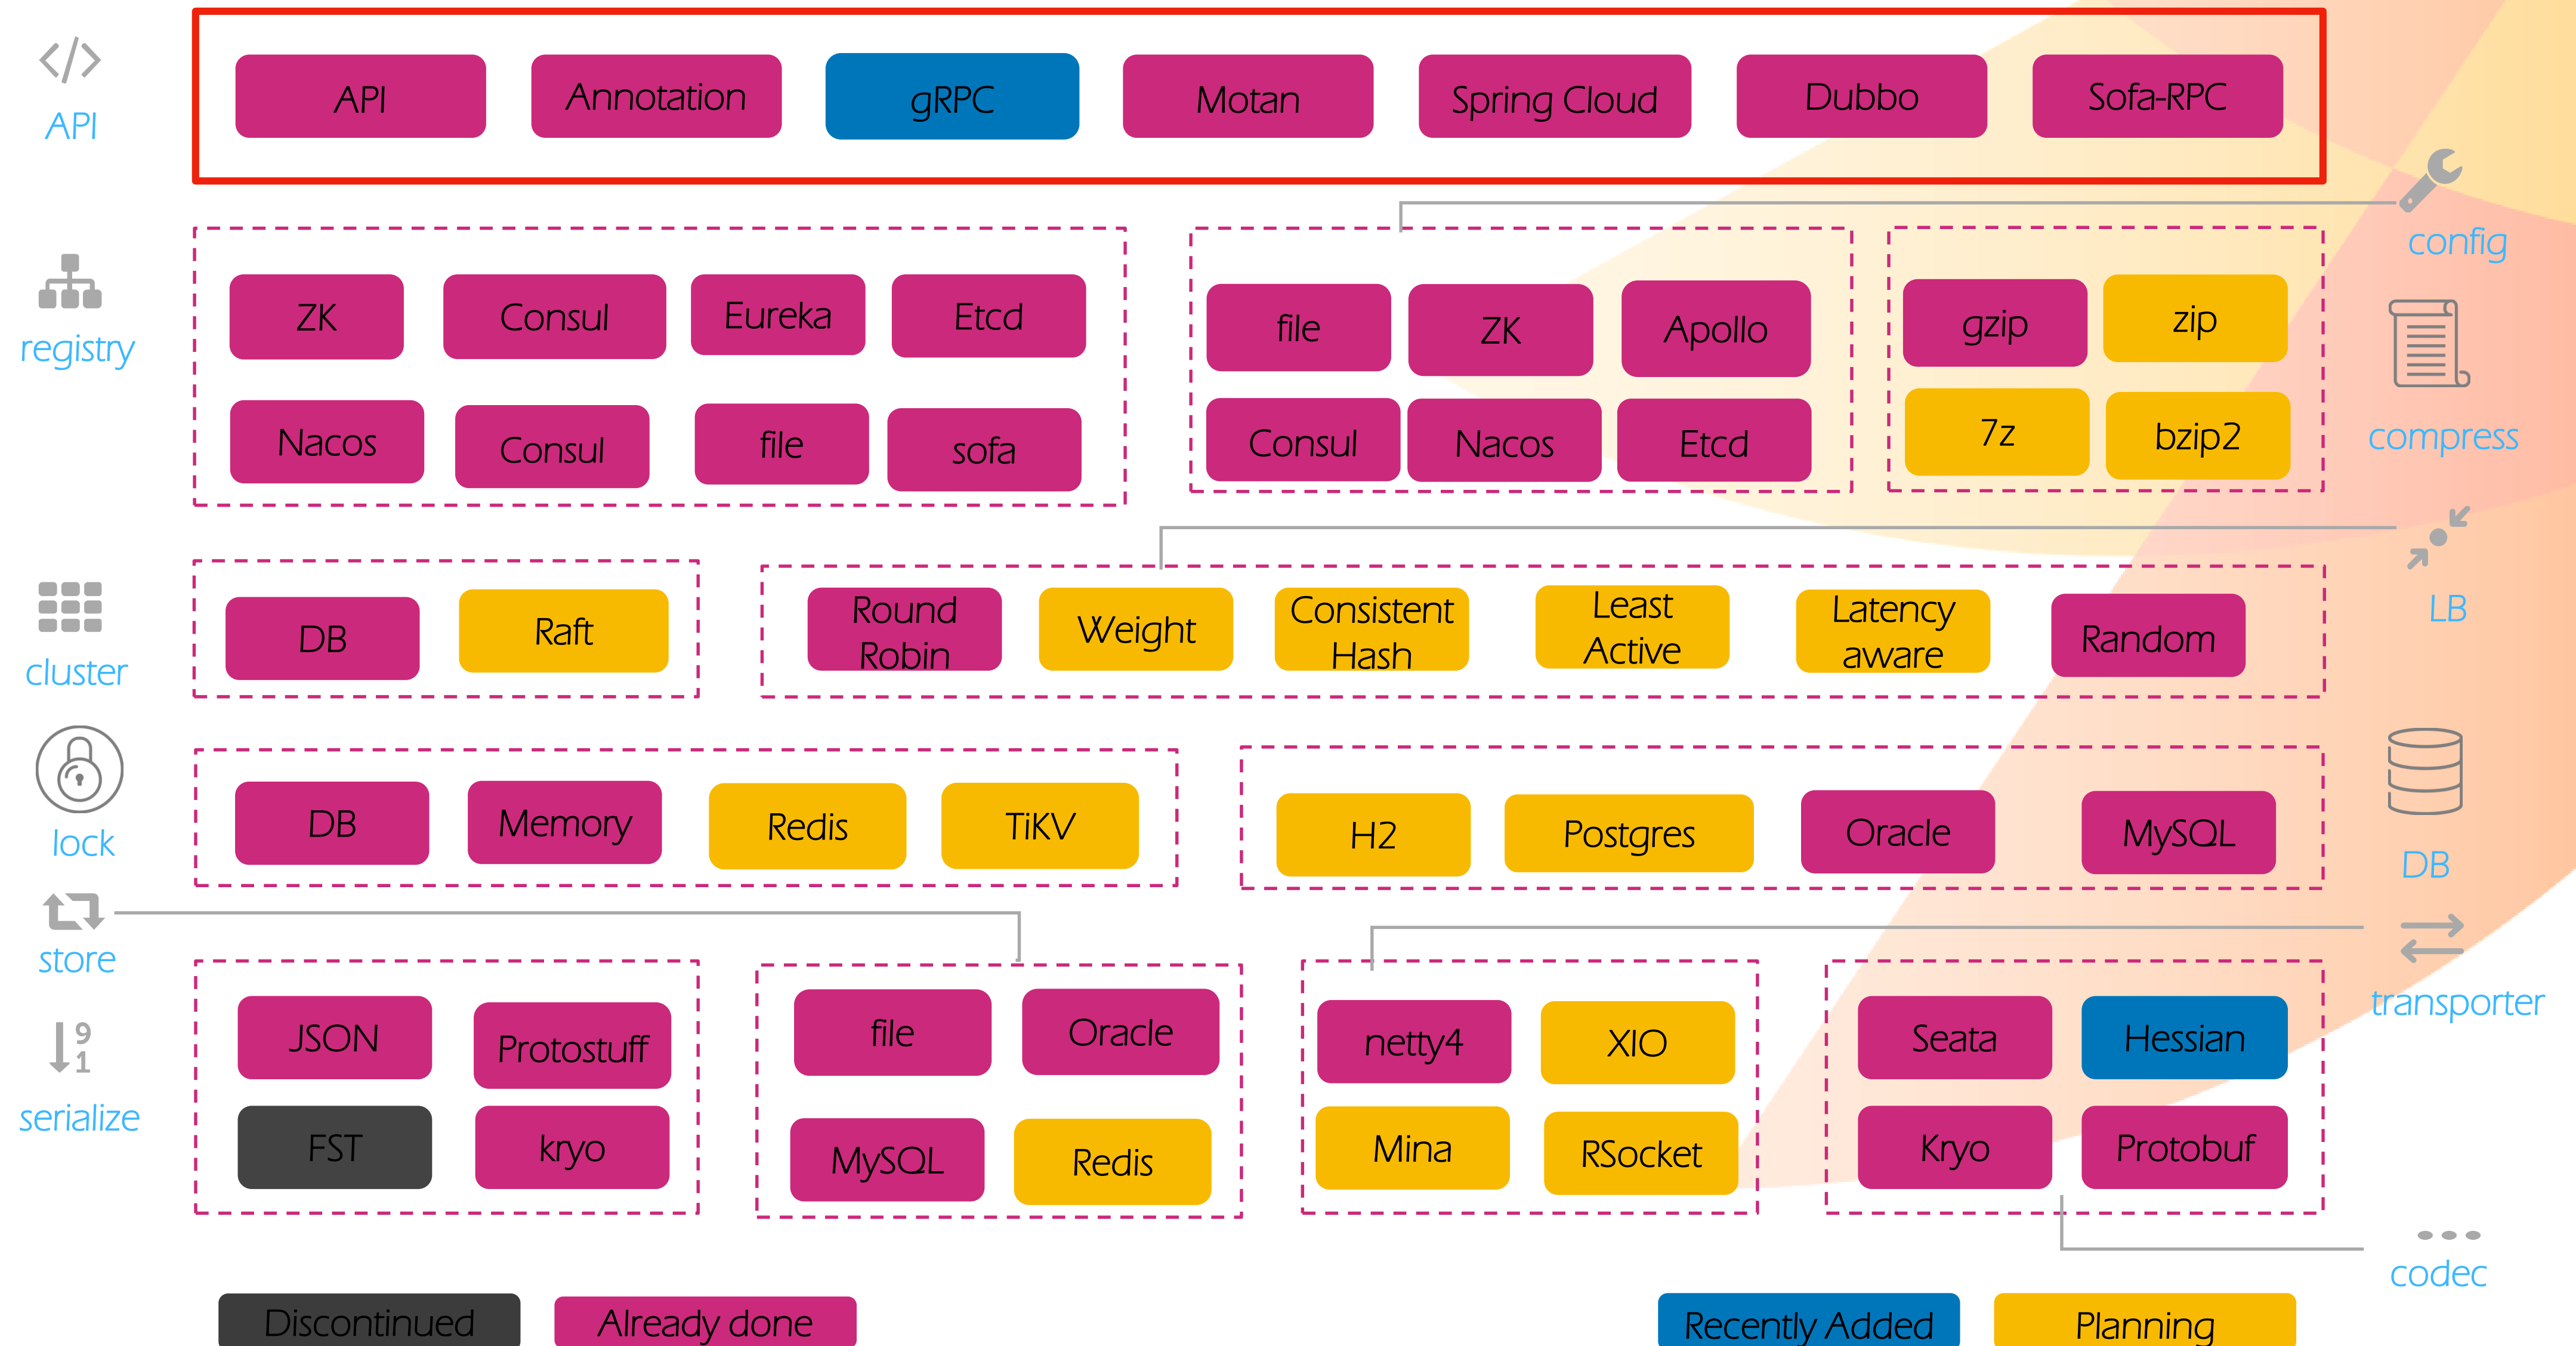 API
API
Annotation
gRPC
Motan
Spring Cloud
Dubbo
Sofa-RPC
registry
ZK
Consul
Eureka
Etcd
Nacos
Consul
file
sofa
config
file
ZK
Apollo
Consul
Nacos
Etcd
compress
gzip
zip
7z
bzip2
cluster
DB
Raft
LB
Round
Robin
Weight
Consistent
Hash
Least
Active
Latency
aware
Random
lock
DB
Memory
Redis
TiKV
DB
H2
Postgres
Oracle
MySQL
store
serialize
9
1
JSON
Protostuff
FST
kryo
file
Oracle
MySQL
Redis
transporter
netty4
XIO
Mina
RSocket
Seata
Hessian
Kryo
Protobuf
codec
Discontinued
Already done
Recently Added
Planning